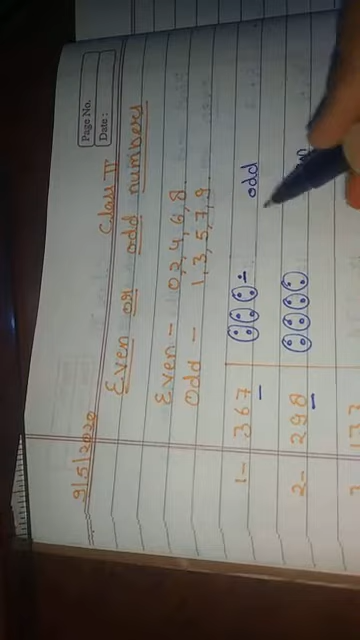 Page No.
Date:
9/5/2020
Class II
Even or odd numbers
Even - 0,2,4,6,8.
Odd - 1,3,5,7,9.
1- 367 odd
2- 298